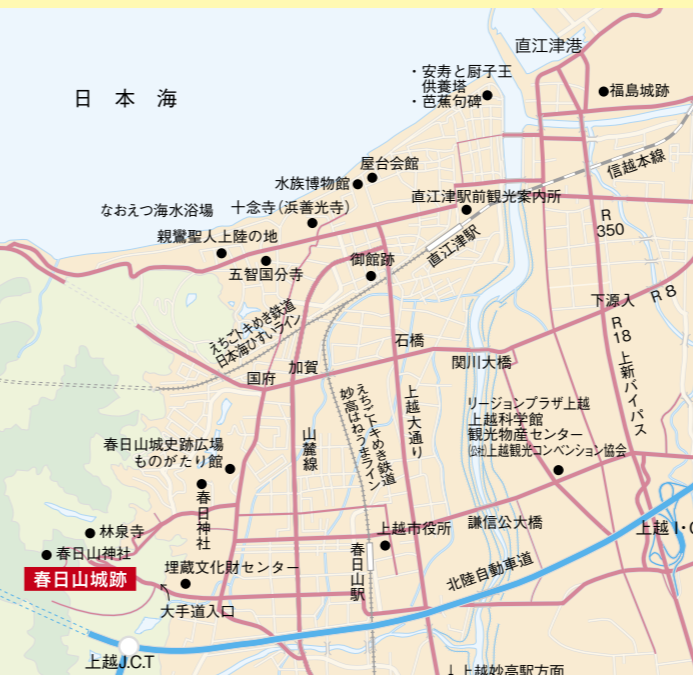 直江津港
日本海
・安寿と厨子王
供養塔
・芭蕉句碑
福島城跡
信越本線
屋台会館
水族博物館
直江津駅前観光案内所
なおえつ海水浴場
十念寺(浜善光寺)
R
350
親鸞聖人上陸の地
直江津駅
五智国分寺
御館跡
下源入
R 8
えちごトキめき鉄道
日本海ひすいライン
R
18
上新バイパス
石橋
関川大橋
加賀
国府
えちごトキめき鉄道
妙高はねうまライン
上越大通り
リージョンプラザ上越
上越科学館
観光物産センター
(公社)上越観光コンベンション協会
山麓線
春日山城史跡広場
ものがたり館
春日神社
上越市役所
謙信公大橋
上越I・C
林泉寺
春日山神社
春日山駅
北陸自動車道
埋蔵文化財センター
春日山城跡
大手道入口
上越J.C.T
↓上越妙高駅方面